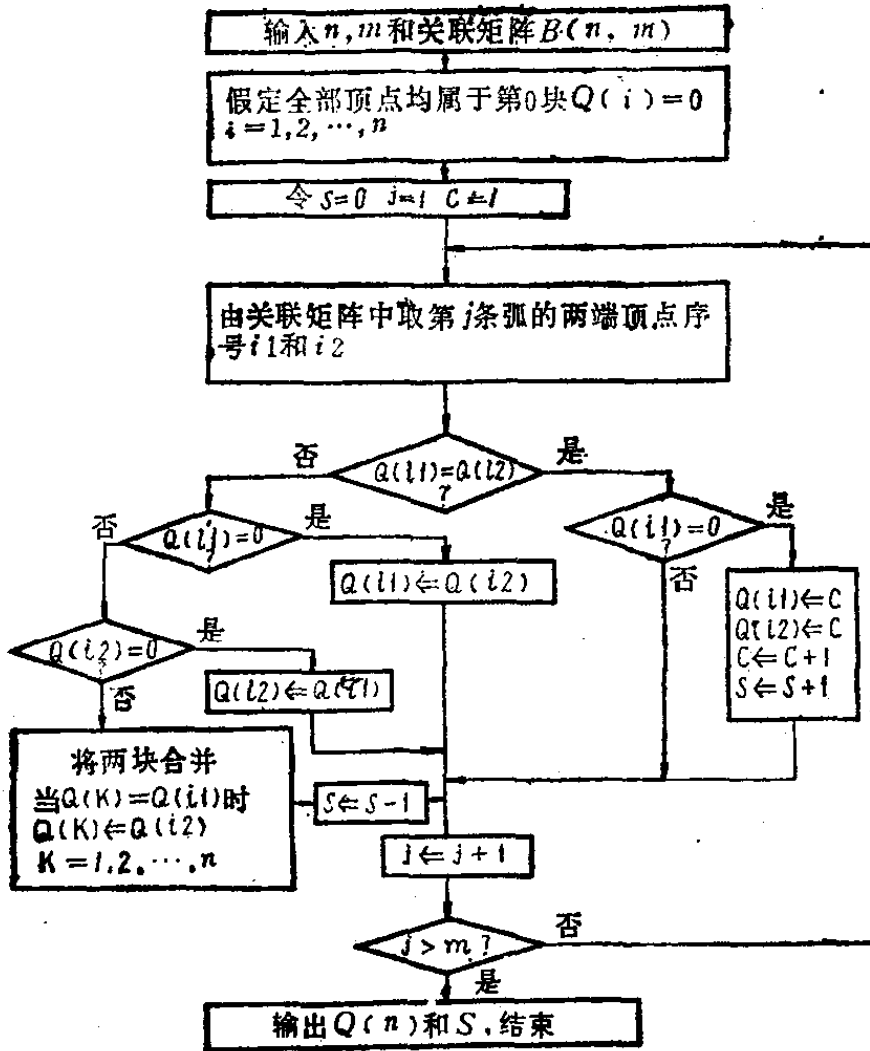 输入n,m和关联矩阵B(n,m)
假定全部顶点均属于第0块Q(i)=0
i=1,2,…,n
令 S=0 j=1 C⇐1
由关联矩阵中取第j条弧的两端顶点序
号i1和i2
否
Q(i1)=Q(i2)
?
是
否
Q(i1)=0
?
是
Q(i1)=0
?
是
否
Q(i1)⇐Q(i2)
Q(i1)⇐C
Q(i2)⇐C
C⇐C+1
S⇐S+1
Q(i2)=0
?
是
否
Q(i2)⇐Q(i1)
将两块合并
当Q(K)=Q(i1)时
Q(K)⇐Q(i2)
K=1,2,…,n
S⇐S-1
j⇐j+1
j>m?
否
是
输出Q(n)和S,结束